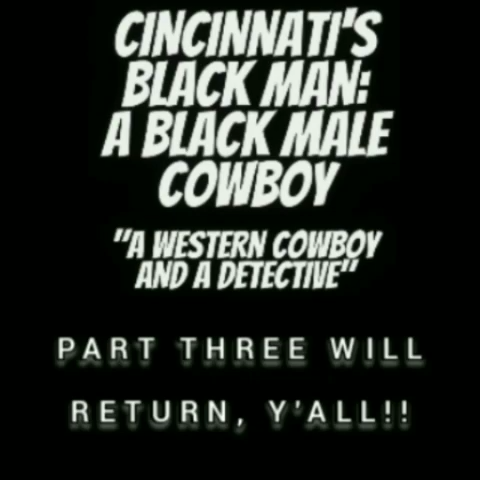 CINCINNATI'S
BLACK MAN:
A BLACK MALE
COWBOY
"A WESTERN COWBOY
AND A DETECTIVE"
PART THREE WILL
RETURN, Y'ALL!!